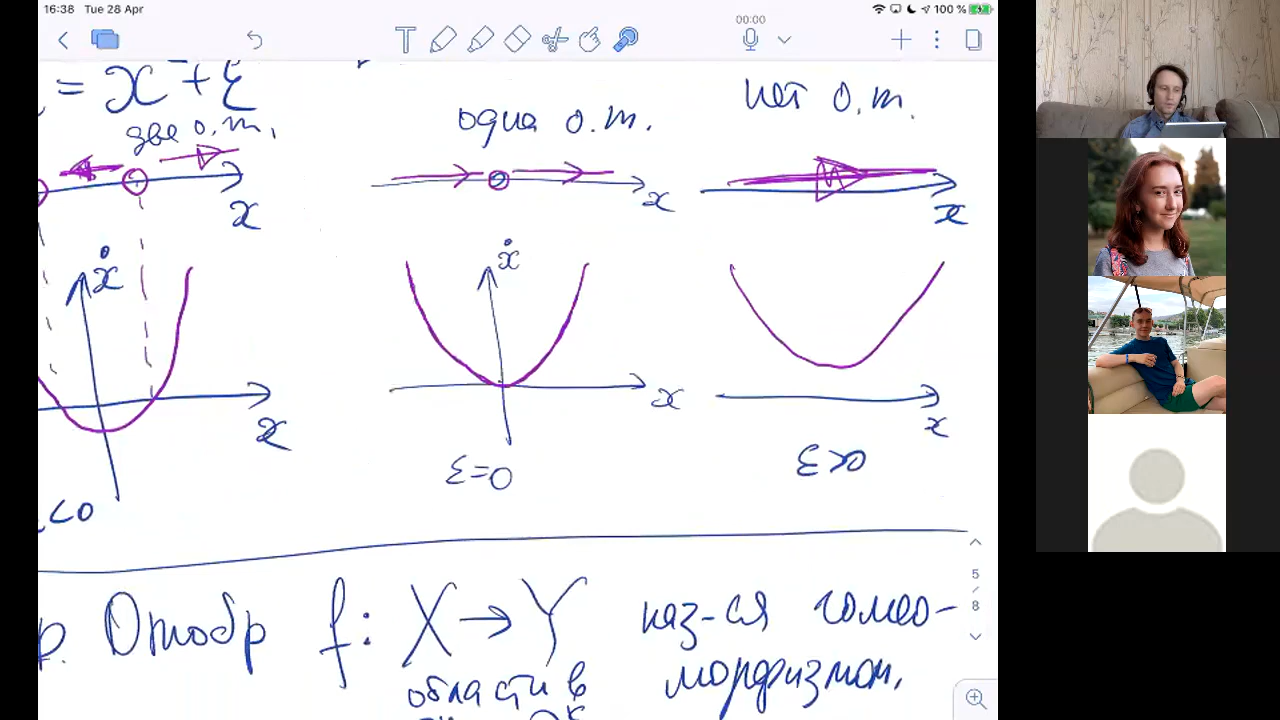 16:38 Tue 28 Apr
00:00
100 %
T
= x + ε
две о.т.
одна о.т.
нет о.т.
x
x
x
ẋ
ẋ
x
x
x
ε=0
ε>0
<0
5
/
8
р. Отобр f: X → Y наз-ся гомео-
области в морфизмом,